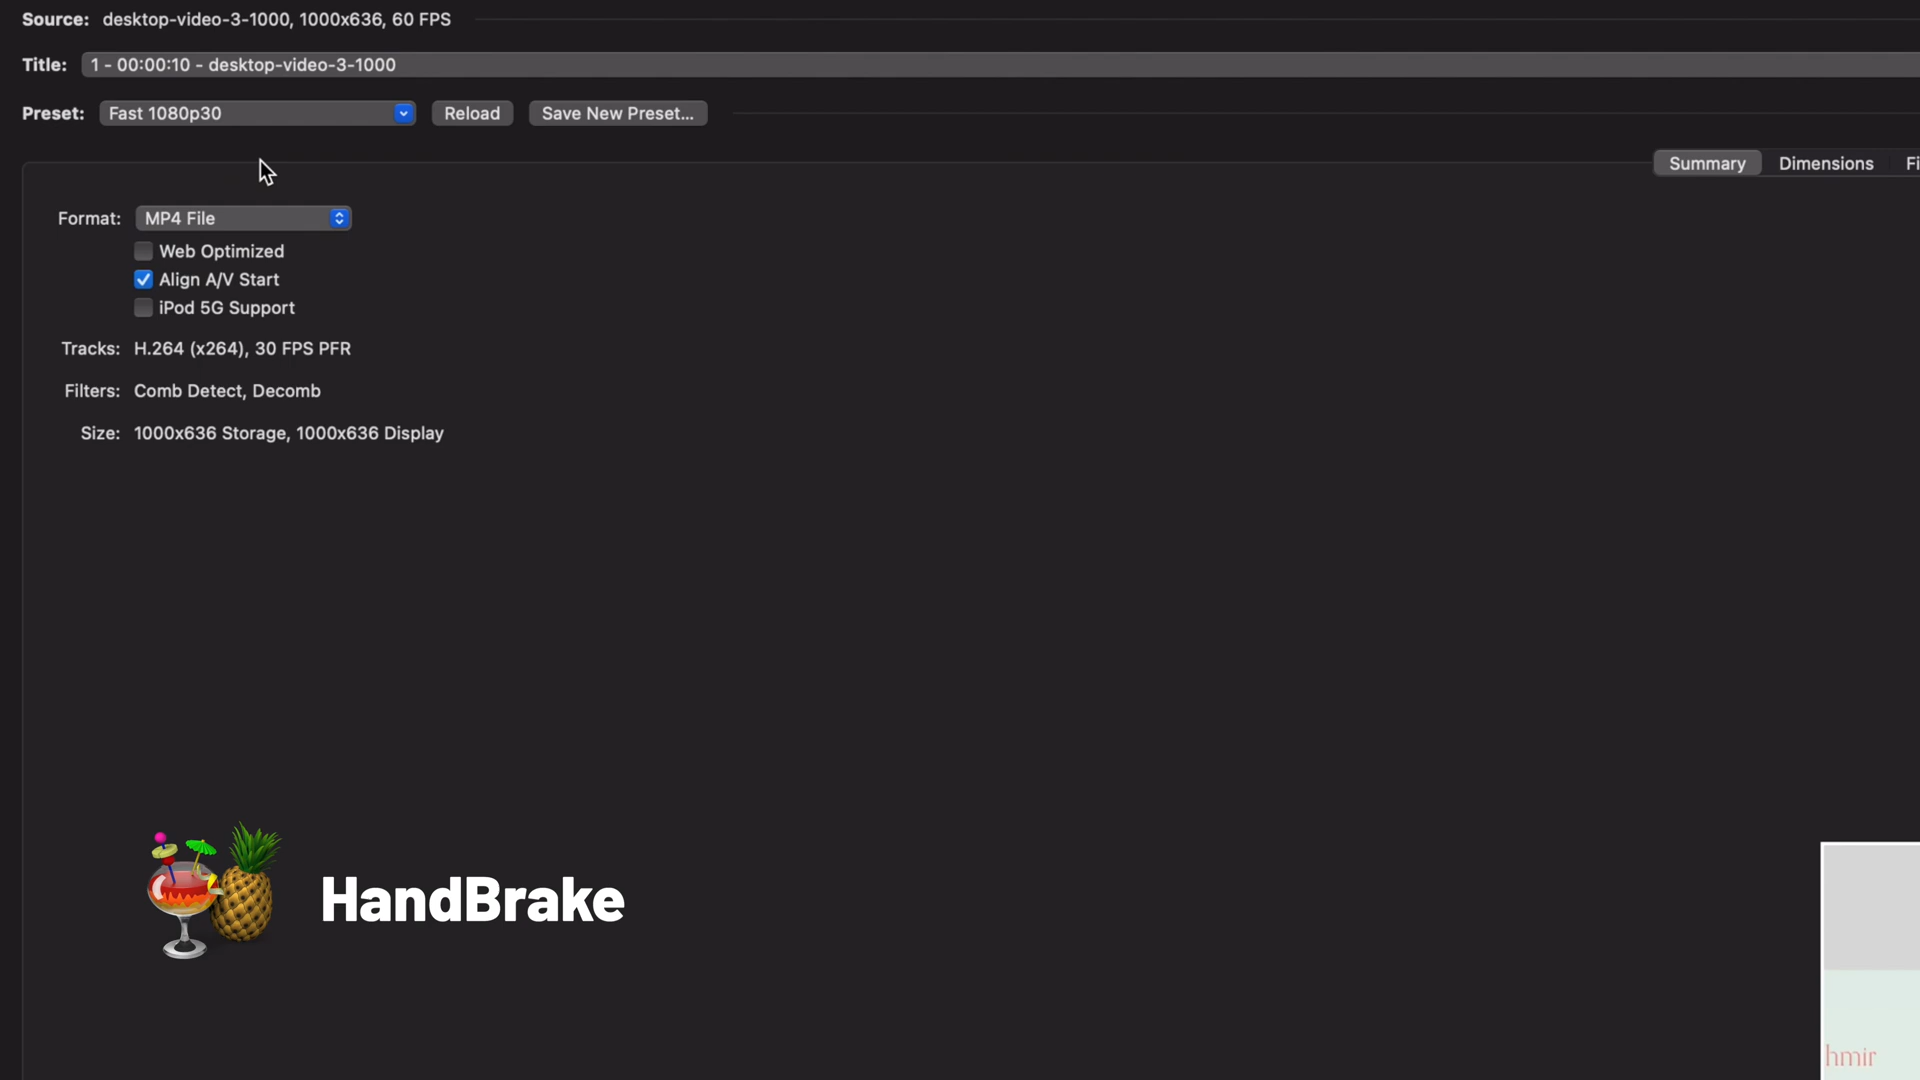 Source: desktop-video-3-1000, 1000x636, 60 FPS
Title: 1 - 00:00:10 - desktop-video-3-1000
Preset: Fast 1080p30 Reload Save New Preset...
Summary Dimensions Fi
Format: MP4 File
Web Optimized
Align A/V Start
iPod 5G Support
Tracks: H.264 (x264), 30 FPS PFR
Filters: Comb Detect, Decomb
Size: 1000x636 Storage, 1000x636 Display
HandBrake
hmir